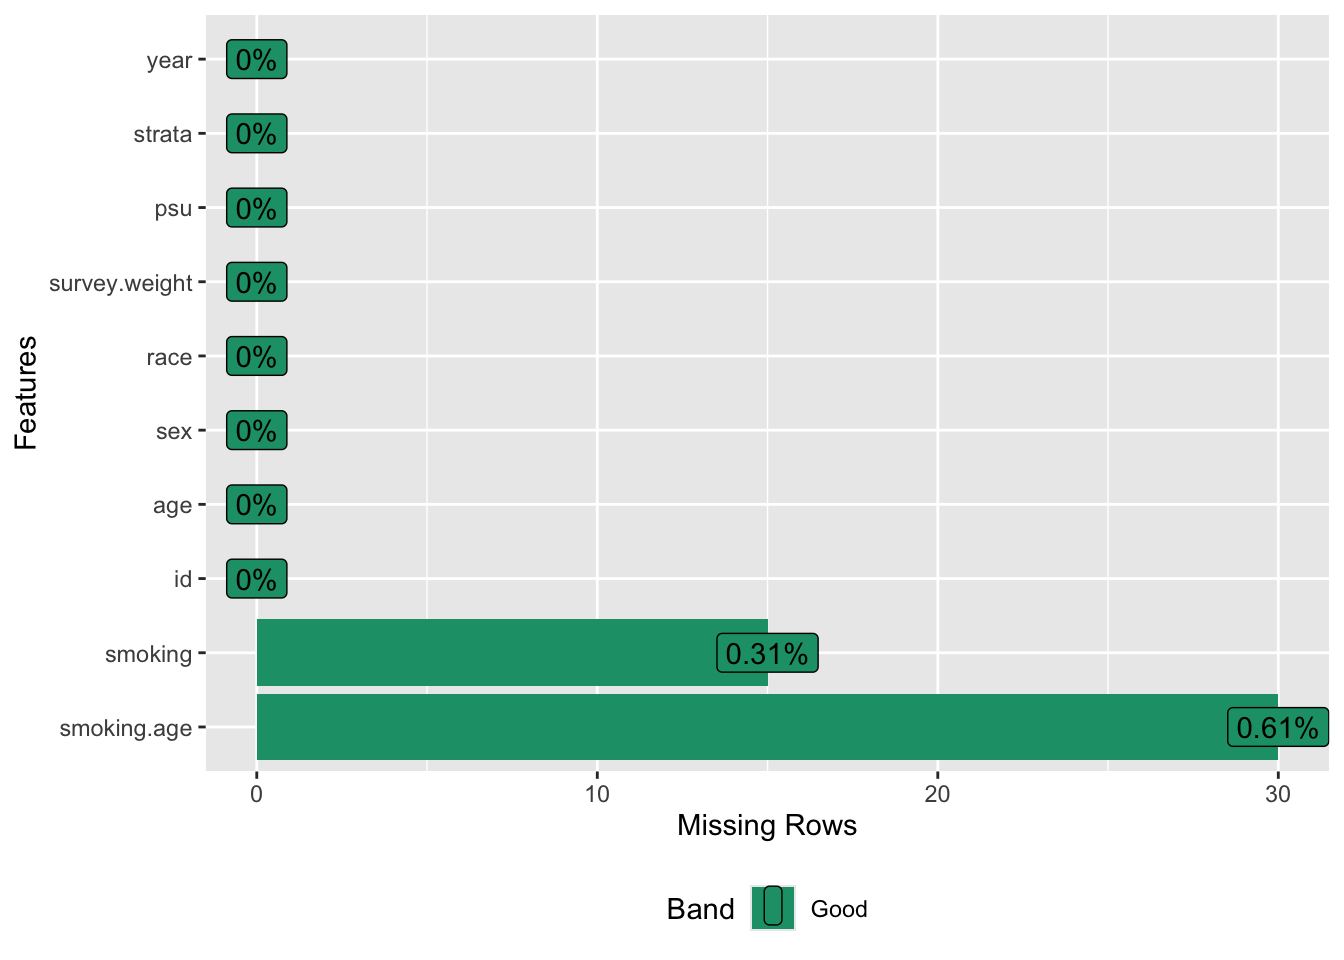 Features
year 0%
strata 0%
psu 0%
survey.weight 0%
race 0%
sex 0%
age 0%
id 0%
smoking 0.31%
smoking.age 0.61%
0 10 20 30
Missing Rows
Band Good